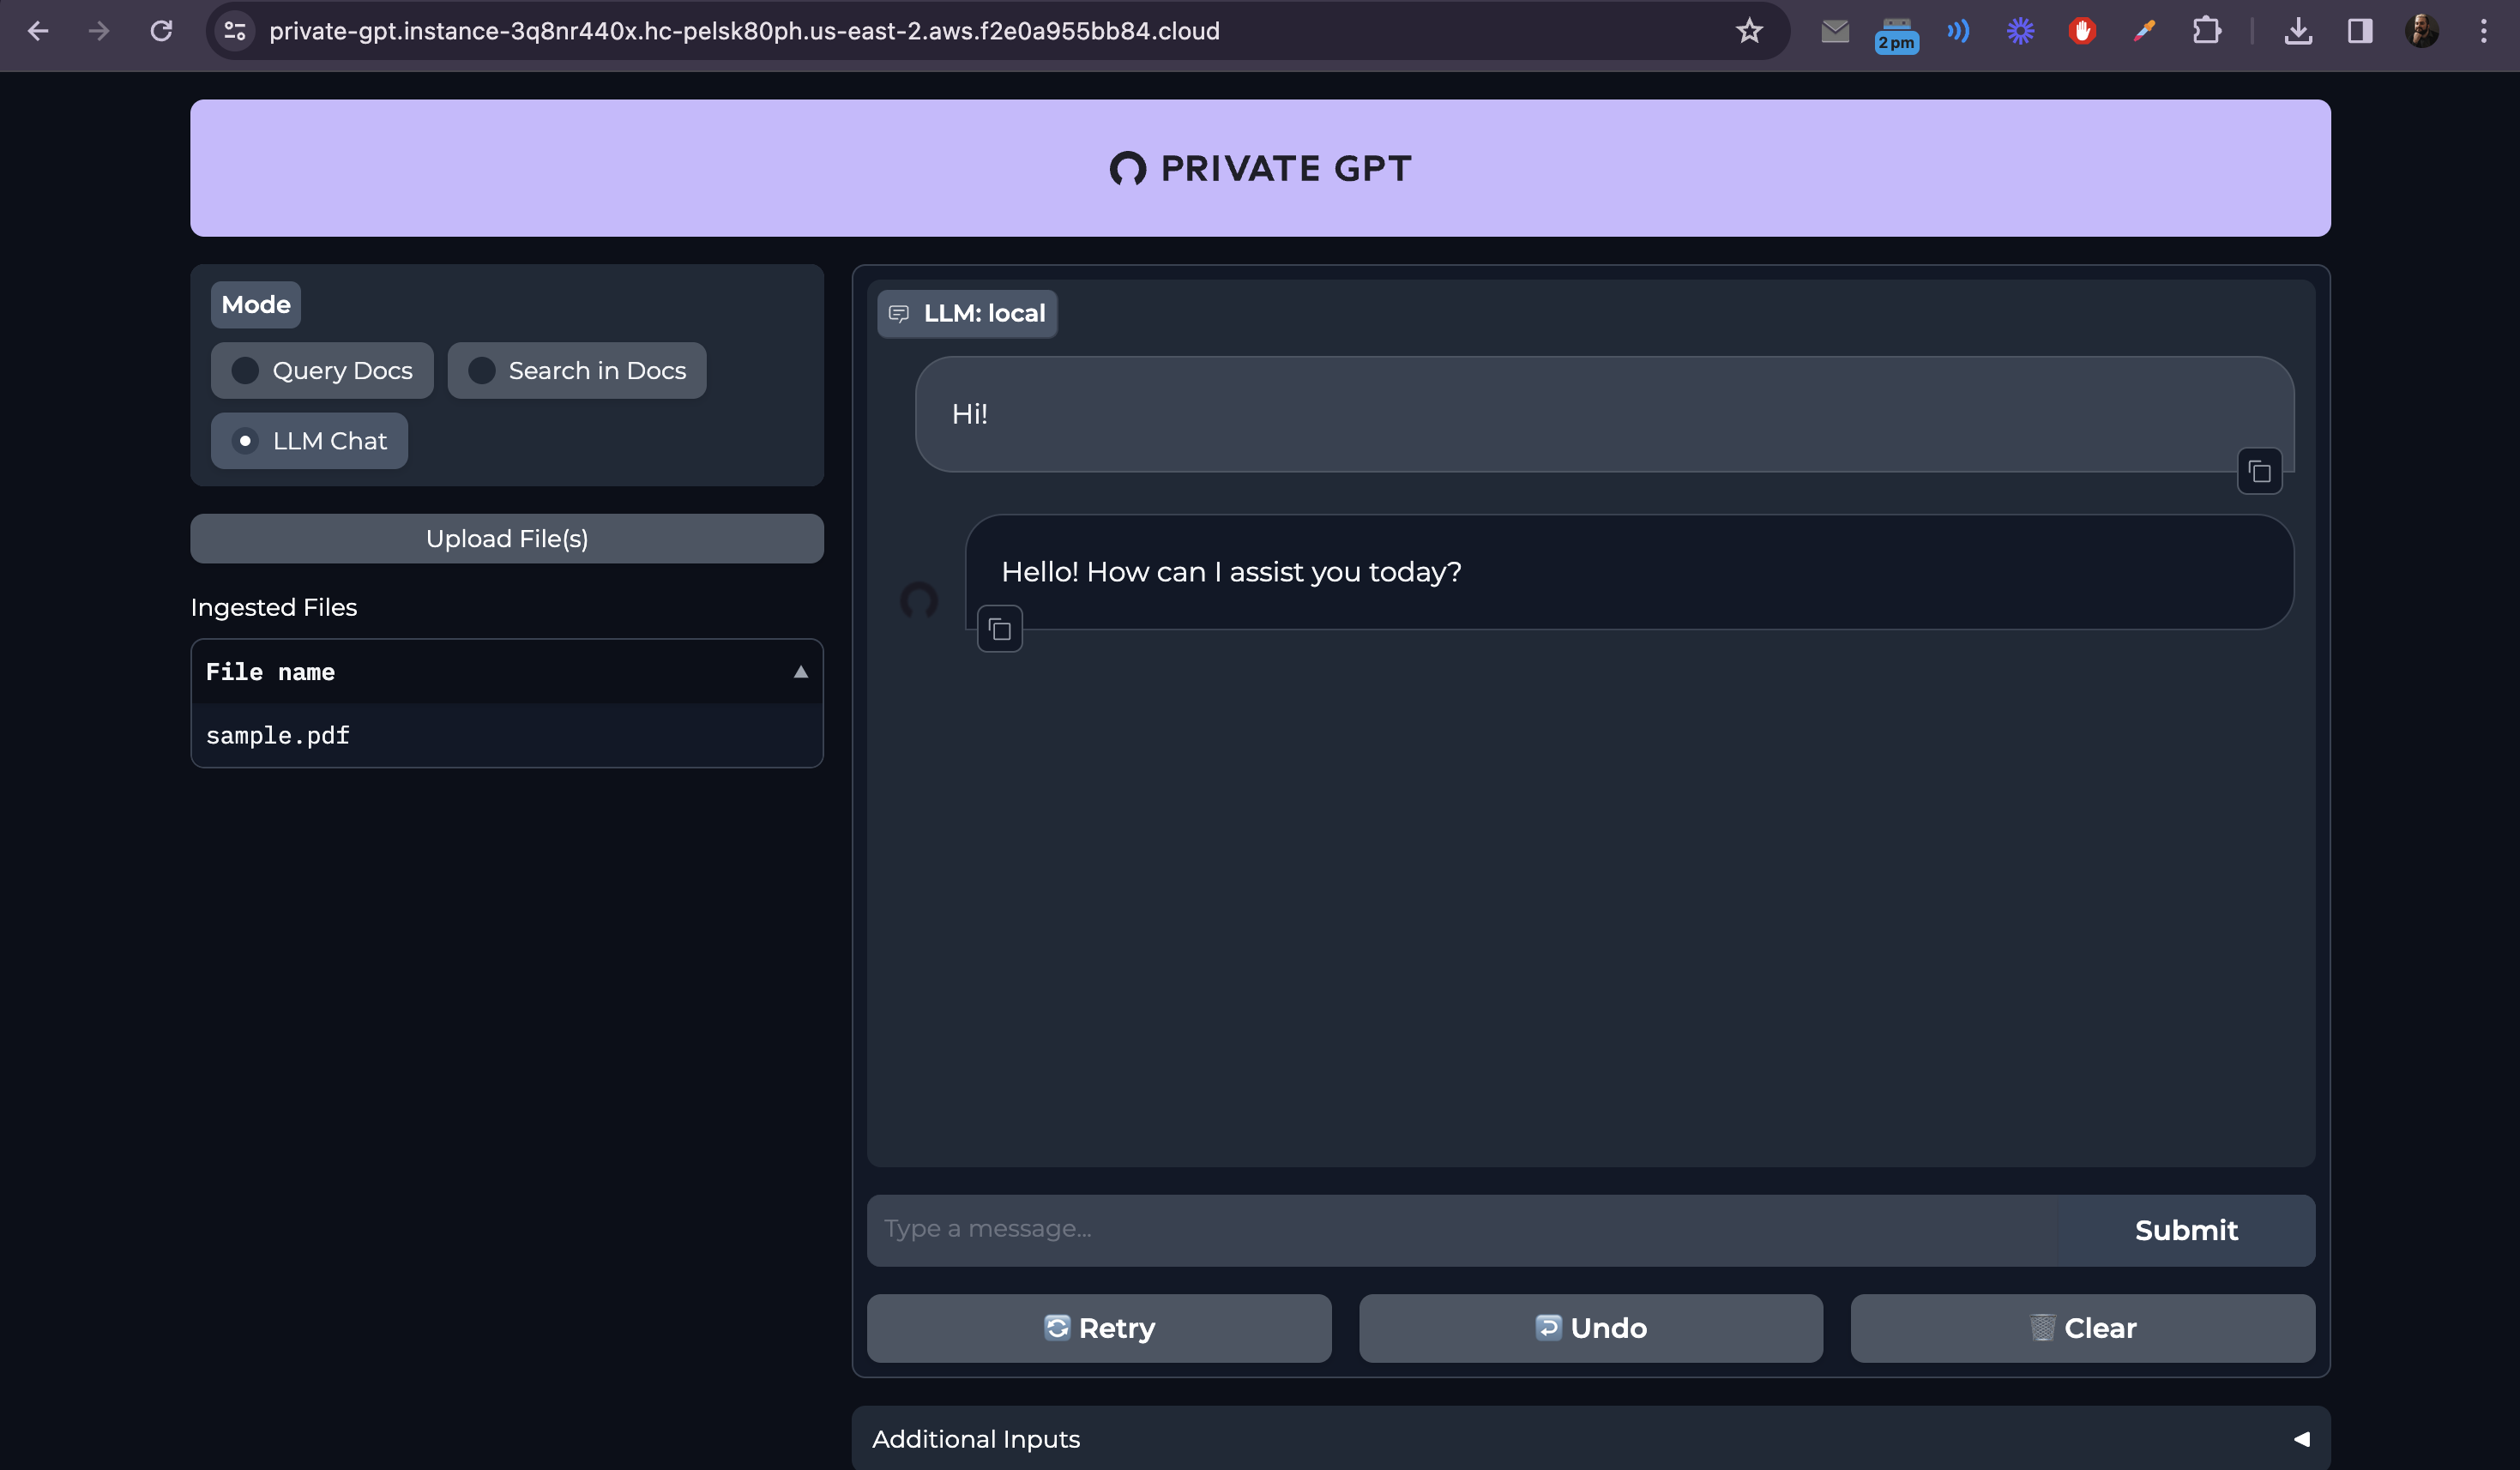 private-gpt.instance-3q8nr440x.hc-pelsk80ph.us-east-2.aws.f2e0a955bb84.cloud
2 pm
PRIVATE GPT
Mode
Query Docs
Search in Docs
LLM Chat
Upload File(s)
Ingested Files
File name
sample.pdf
LLM: local
Hi!
Hello! How can I assist you today?
Type a message...
Submit
Retry
Undo
Clear
Additional Inputs